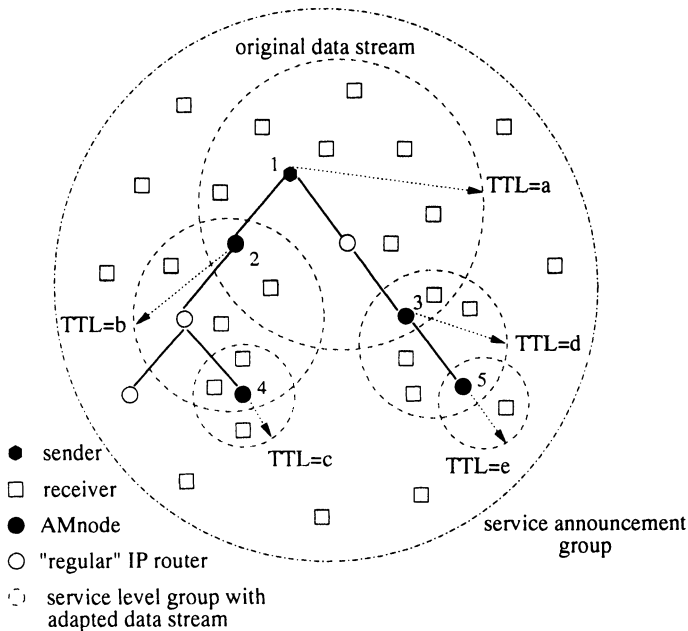 original data stream
1
TTL=a
2
3
TTL=b
TTL=d
4
5
TTL=c
TTL=e
sender
receiver
AMnode
"regular" IP router
service level group with
adapted data stream
service announcement
group